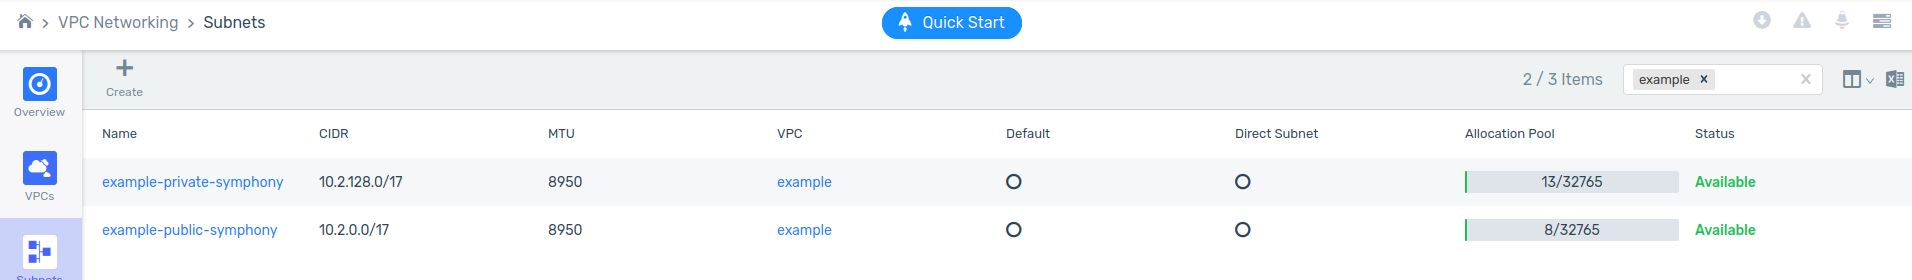 VPC Networking > Subnets
Quick Start
Create
2 / 3 Items
example ×
Overview
VPCs
Subnets
Name CIDR MTU VPC Default Direct Subnet Allocation Pool Status
example-private-symphony 10.2.128.0/17 8950 example 13/32765 Available
example-public-symphony 10.2.0.0/17 8950 example 8/32765 Available